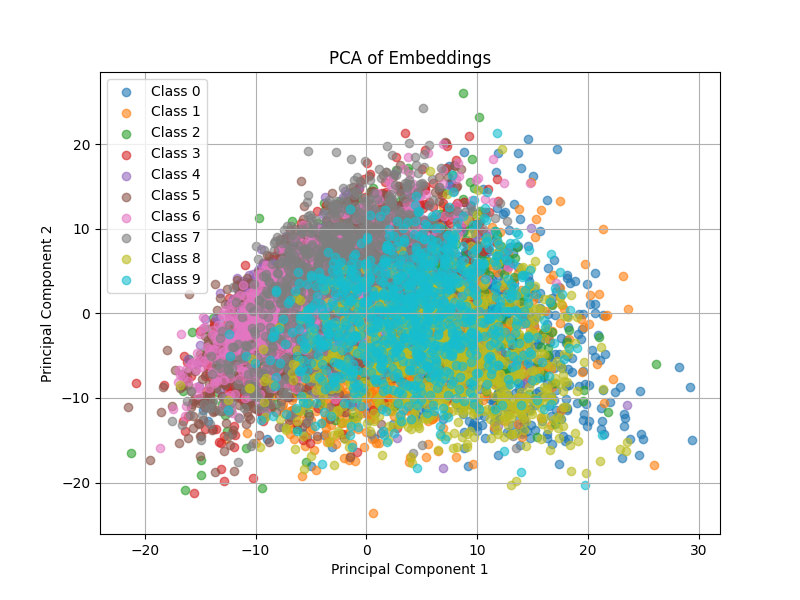 PCA of Embeddings
Class 0
Class 1
Class 2
Class 3
Class 4
Class 5
Class 6
Class 7
Class 8
Class 9
20
10
0
−10
−20
Principal Component 2
−20 −10 0 10 20 30
Principal Component 1